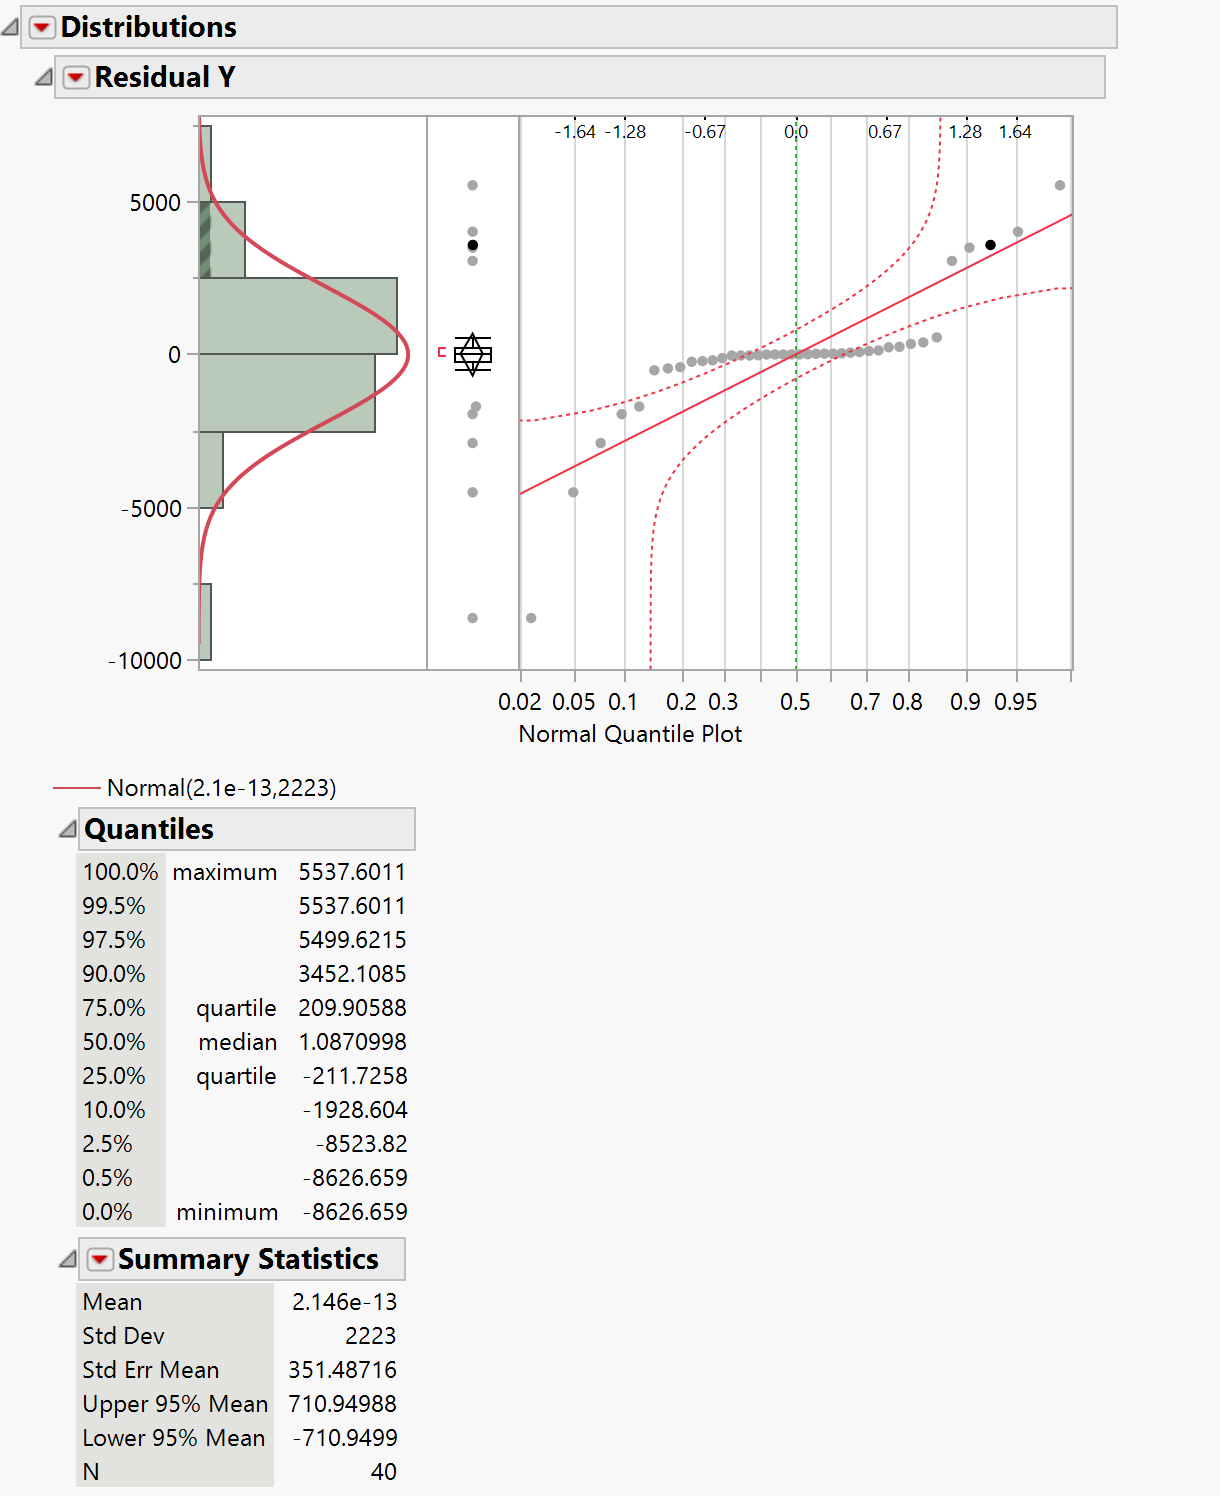 Distributions
Residual Y
-1.64 -1.28 -0.67 0.0 0.67 1.28 1.64
5000
0
-5000
-10000
0.02 0.05 0.1 0.2 0.3 0.5 0.7 0.8 0.9 0.95
Normal Quantile Plot
Normal(2.1e-13,2223)
Quantiles
100.0% maximum 5537.6011
99.5% 5537.6011
97.5% 5499.6215
90.0% 3452.1085
75.0% quartile 209.90588
50.0% median 1.0870998
25.0% quartile -211.7258
10.0% -1928.604
2.5% -8523.82
0.5% -8626.659
0.0% minimum -8626.659
Summary Statistics
Mean 2.146e-13
Std Dev 2223
Std Err Mean 351.48716
Upper 95% Mean 710.94988
Lower 95% Mean -710.9499
N 40